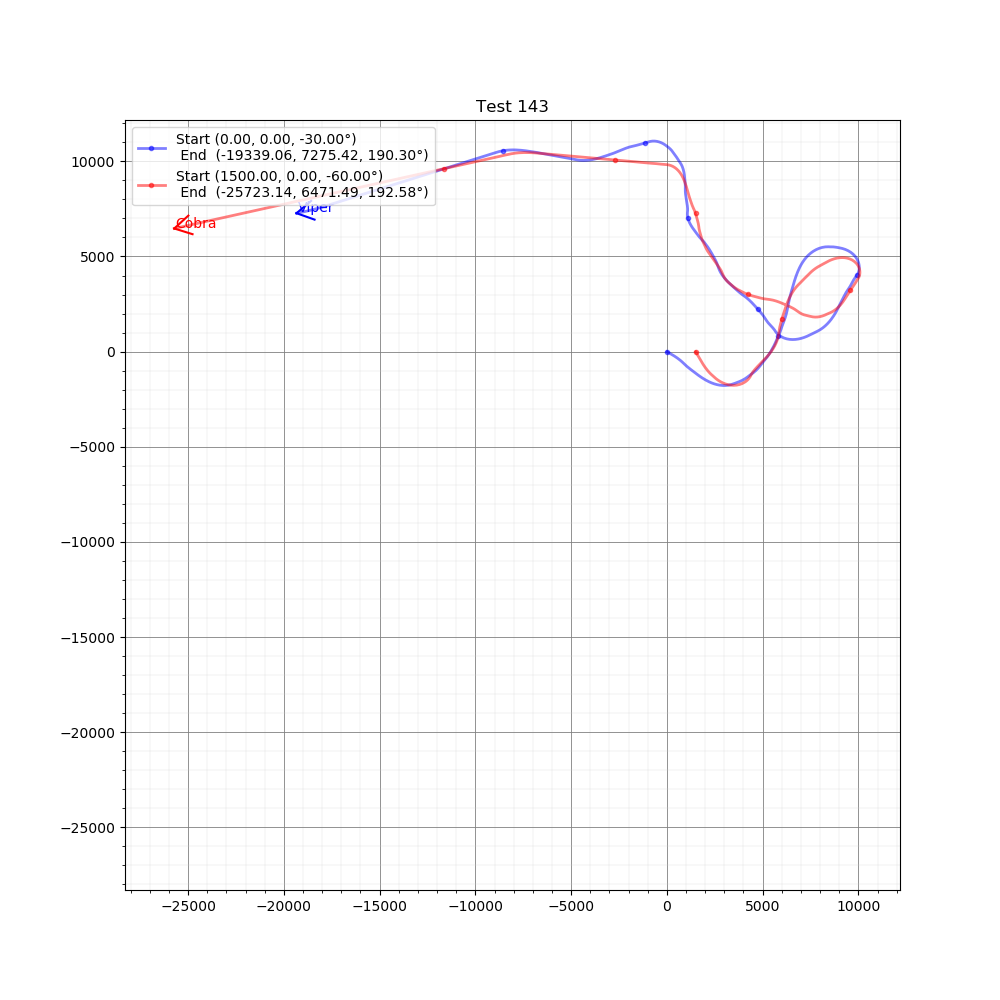 Test 143
Start (0.00, 0.00, -30.00°)
End (-19339.06, 7275.42, 190.30°)
Start (1500.00, 0.00, -60.00°)
End (-25723.14, 6471.49, 192.58°)
Viper
Cobra
10000
5000
0
−5000
−10000
−15000
−20000
−25000
−25000 −20000 −15000 −10000 −5000 0 5000 10000